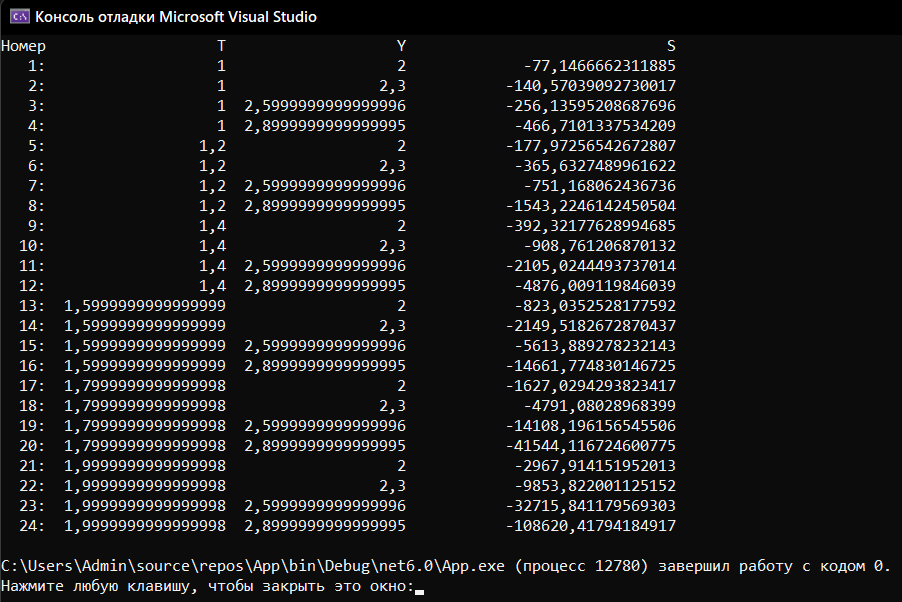 Консоль отладки Microsoft Visual Studio
Номер T Y S
1: 1 2 -77,1466662311885
2: 1 2,3 -140,57039092730017
3: 1 2,5999999999999996 -256,13595208687696
4: 1 2,8999999999999995 -466,7101337534209
5: 1,2 2 -177,97256542672807
6: 1,2 2,3 -365,6327489961622
7: 1,2 2,5999999999999996 -751,168062436736
8: 1,2 2,8999999999999995 -1543,2246142450504
9: 1,4 2 -392,32177628994685
10: 1,4 2,3 -908,761206870132
11: 1,4 2,5999999999999996 -2105,0244493737014
12: 1,4 2,8999999999999995 -4876,009119846039
13: 1,5999999999999999 2 -823,0352528177592
14: 1,5999999999999999 2,3 -2149,5182672870437
15: 1,5999999999999999 2,5999999999999996 -5613,889278232143
16: 1,5999999999999999 2,8999999999999995 -14661,774830146725
17: 1,7999999999999998 2 -1627,0294293823417
18: 1,7999999999999998 2,3 -4791,08028968399
19: 1,7999999999999998 2,5999999999999996 -14108,196156545506
20: 1,7999999999999998 2,8999999999999995 -41544,116724600775
21: 1,9999999999999998 2 -2967,914151952013
22: 1,9999999999999998 2,3 -9853,822001125152
23: 1,9999999999999998 2,5999999999999996 -32715,841179569303
24: 1,9999999999999998 2,8999999999999995 -108620,41794184917
C:\Users\Admin\source\repos\App\bin\Debug\net6.0\App.exe (процесс 12780) завершил работу с кодом 0.
Нажмите любую клавишу, чтобы закрыть это окно: